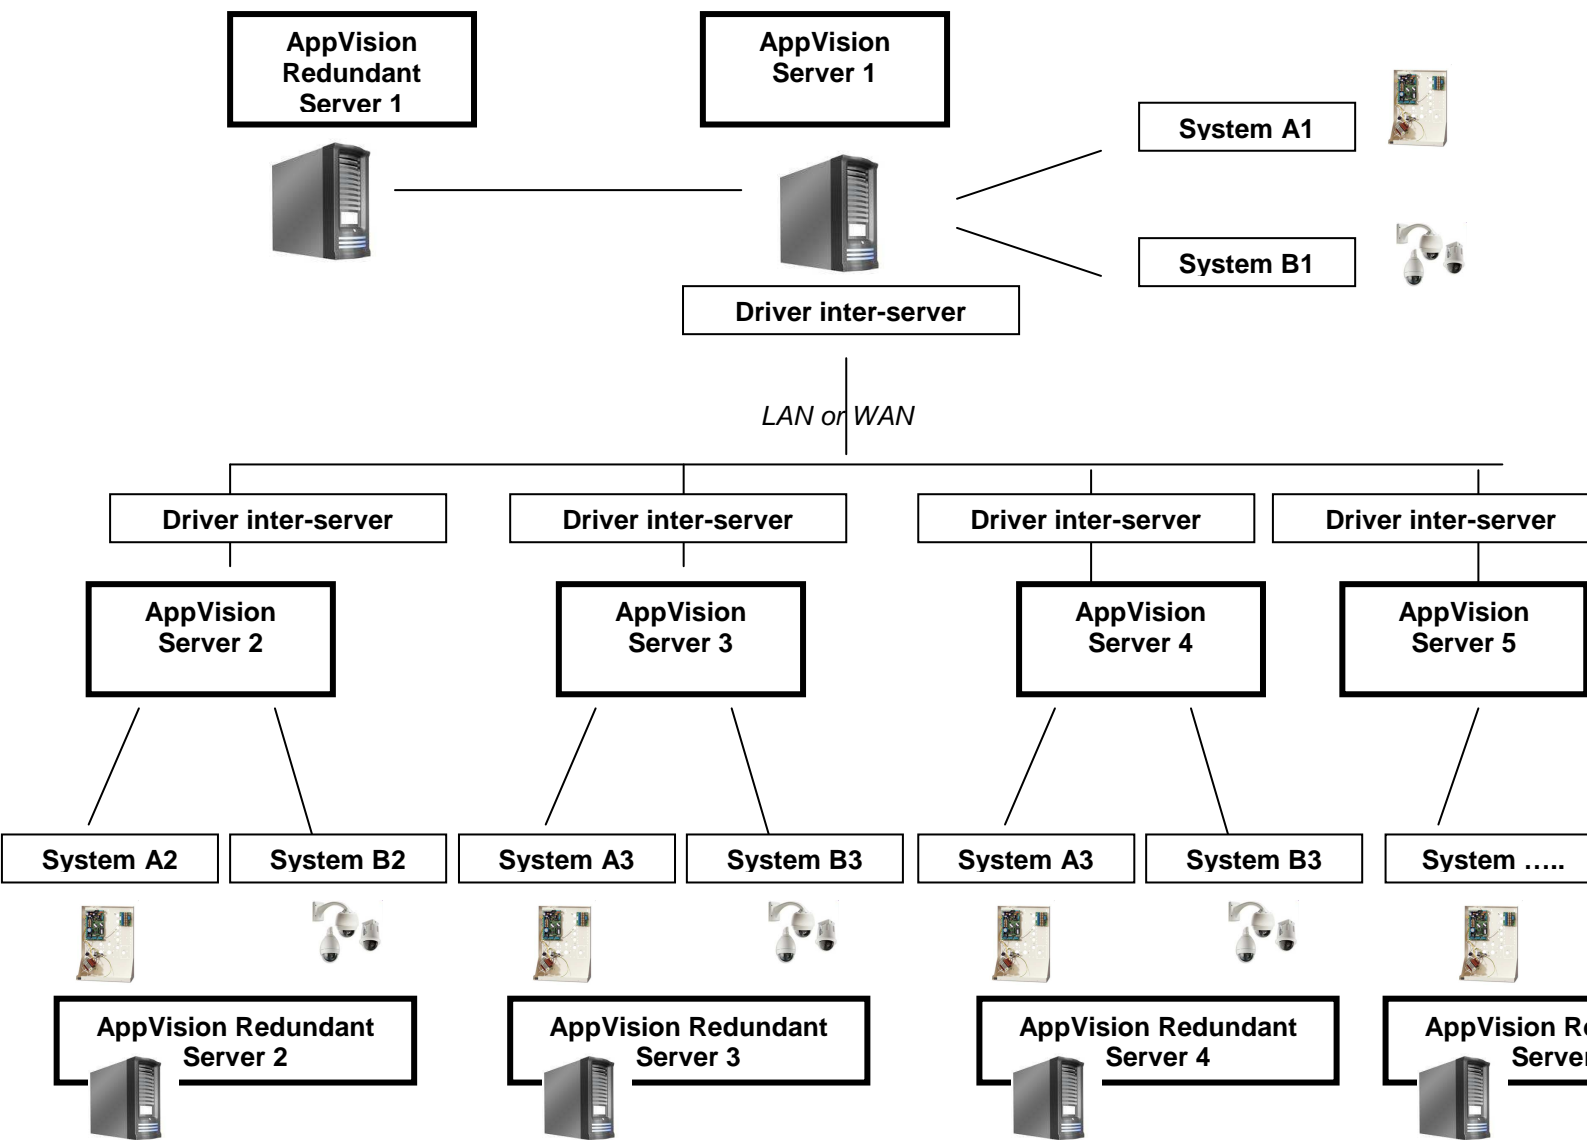 AppVision
Redundant
Server 1
AppVision
Server 1
System A1
System B1
Driver inter-server
LAN or WAN
Driver inter-server
Driver inter-server
Driver inter-server
Driver inter-server
AppVision
Server 2
AppVision
Server 3
AppVision
Server 4
AppVision
Server 5
System A2
System B2
System A3
System B3
System A3
System B3
System …..
AppVision Redundant
Server 2
AppVision Redundant
Server 3
AppVision Redundant
Server 4
AppVision
Server